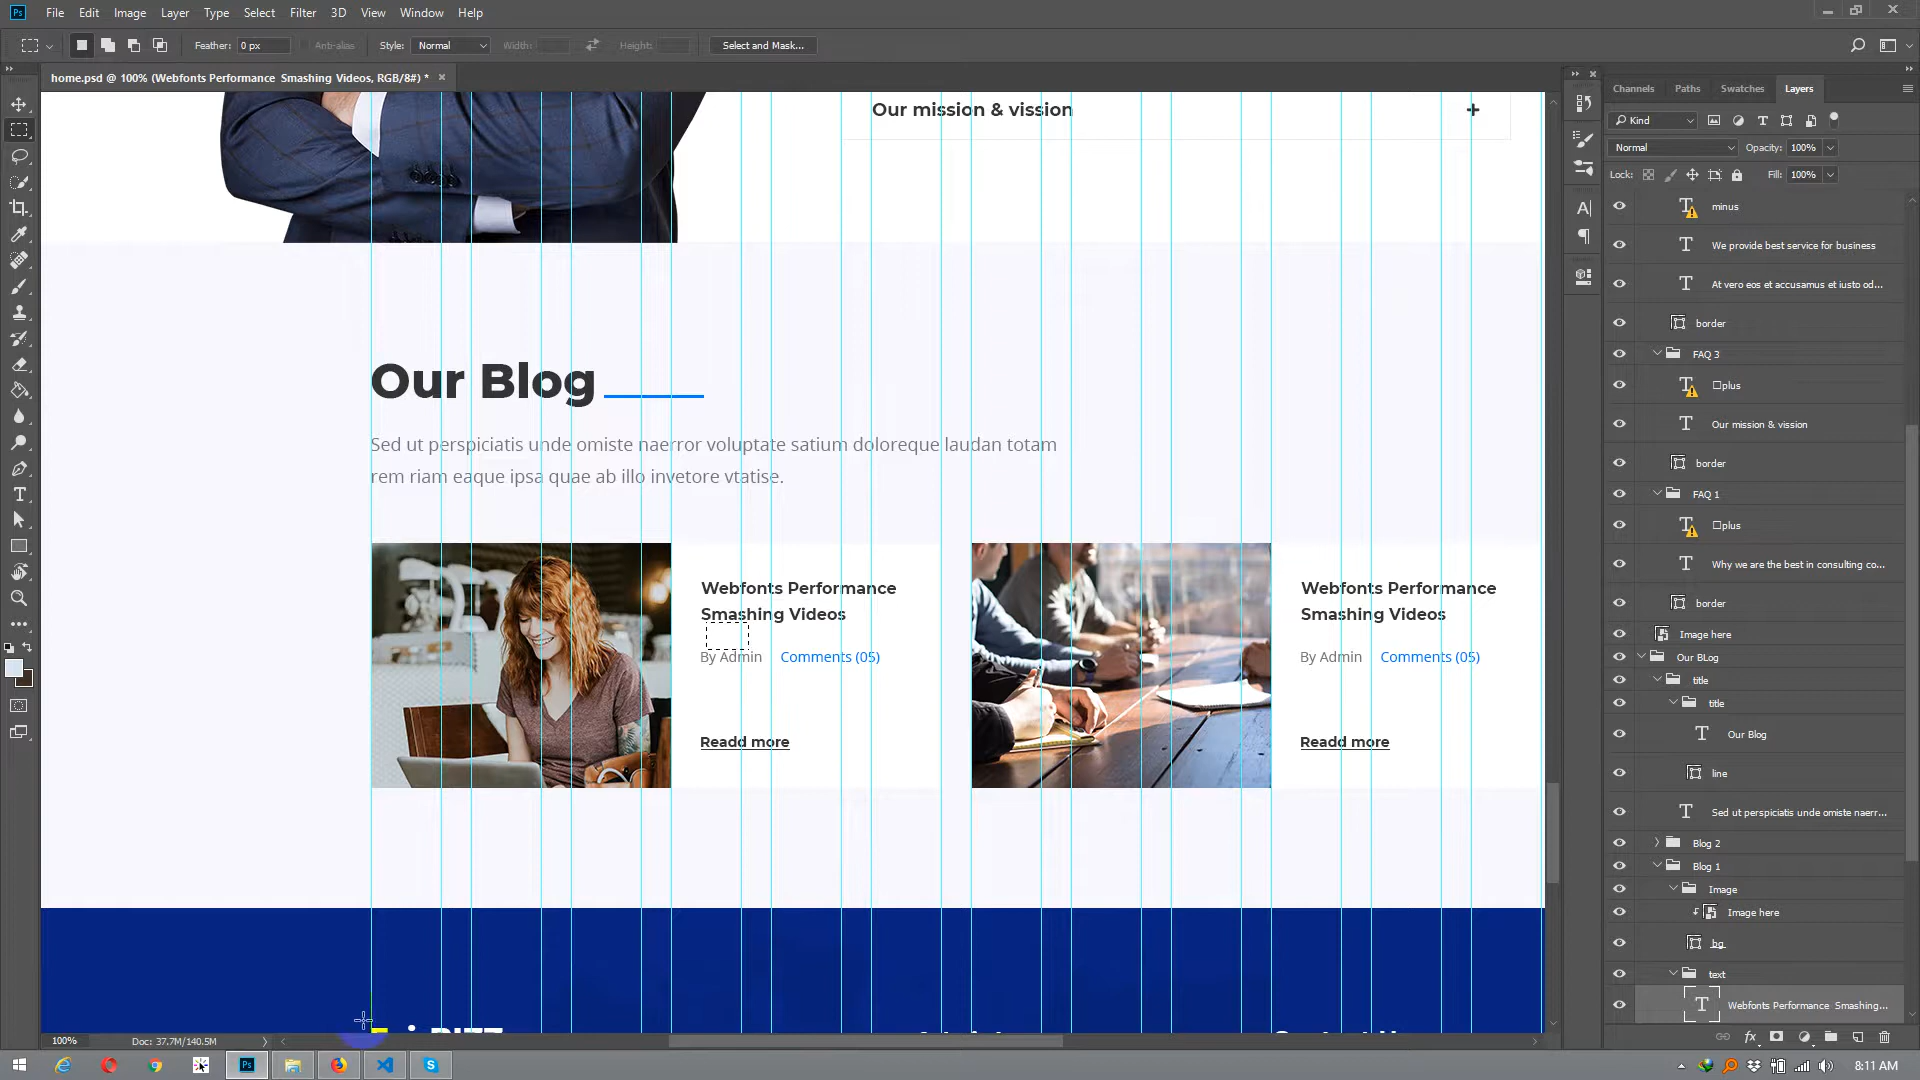 Ps File Edit Image Layer Type Select Filter 3D View Window Help
Feather: 0 px Anti-alias Style: Normal Width: Height: Select and Mask...
home.psd @ 100% (Webfonts Performance Smashing Videos, RGB/8#) *
Our mission & vission +
Our Blog
Sed ut perspiciatis unde omiste naerror voluptate satium doloreque laudan totam
rem riam eaque ipsa quae ab illo invetore vtatise.
Webfonts Performance
Smashing Videos
By Admin Comments (05)
Readd more
Webfonts Performance
Smashing Videos
By Admin Comments (05)
Readd more
100% Doc: 37.7M/140.5M
Channels Paths Swatches Layers
Kind
Normal Opacity: 100%
Lock: Fill: 100%
minus
We provide best service for business
At vero eos et accusamus et iusto od...
border
FAQ 3
plus
Our mission & vission
border
FAQ 1
plus
Why we are the best in consulting co...
border
Image here
Our BLog
title
title
Our Blog
line
Sed ut perspiciatis unde omiste naerr...
Blog 2
Blog 1
Image
Image here
bg
text
Webfonts Performance Smashing...
fx
Ps
8:11 AM